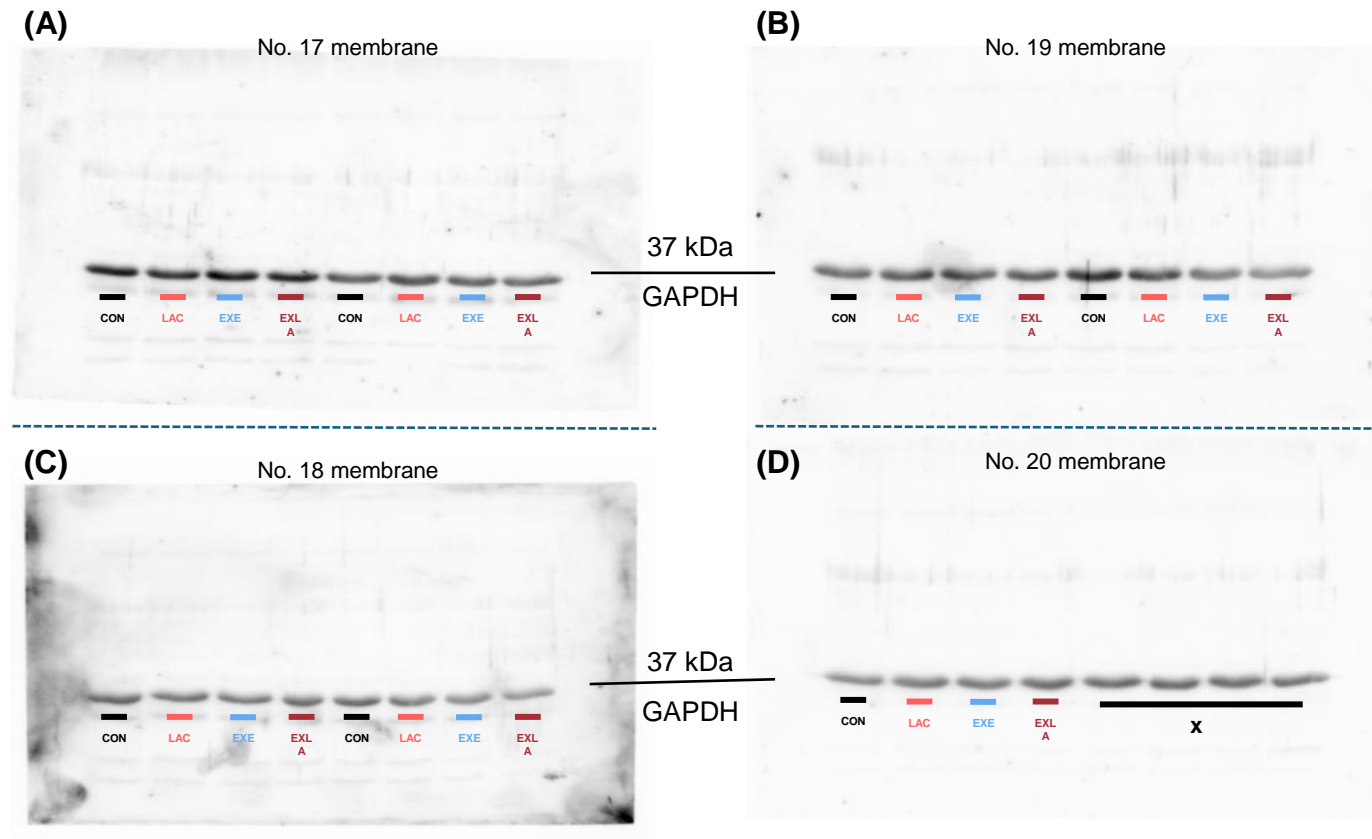 (A)
No. 17 membrane
CON LAC EXE EXL A CON LAC EXE EXL A
37 kDa
GAPDH
(B)
No. 19 membrane
CON LAC EXE EXL A CON LAC EXE EXL A
(C)
No. 18 membrane
CON LAC EXE EXL A CON LAC EXE EXL A
37 kDa
GAPDH
(D)
No. 20 membrane
CON LAC EXE EXL A x